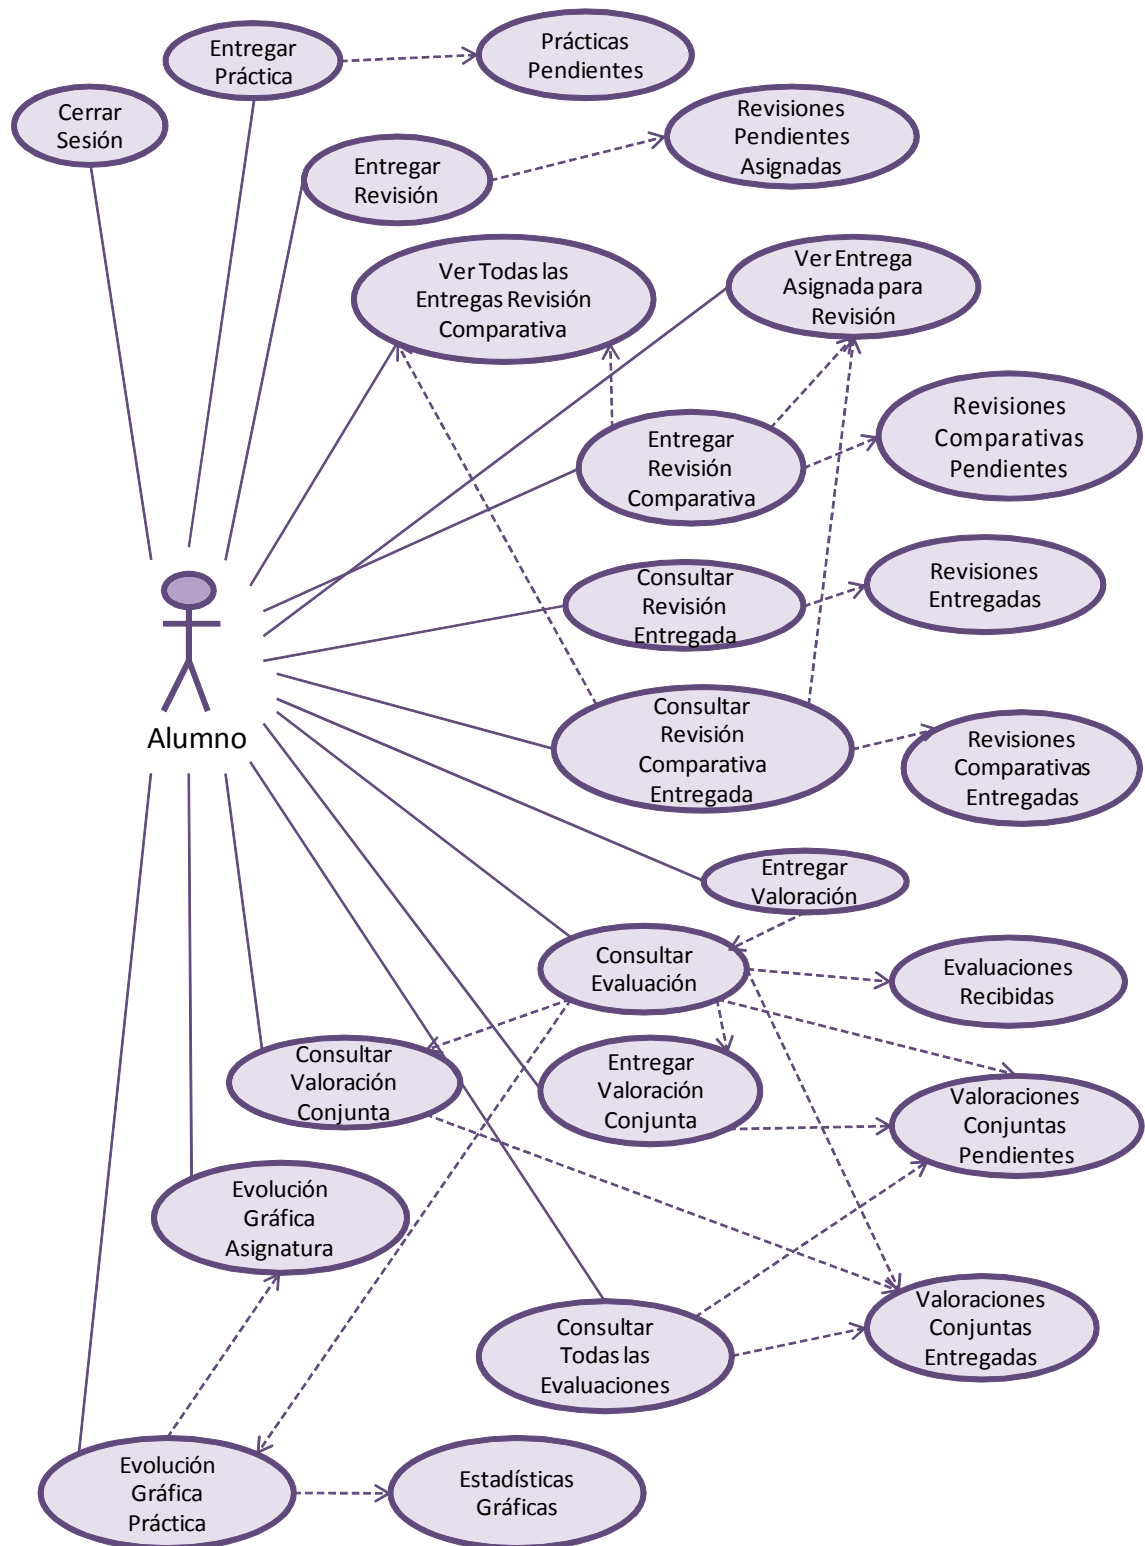 Entregar
Práctica
Prácticas
Pendientes
Cerrar
Sesión
Revisiones
Pendientes
Asignadas
Entregar
Revisión
Ver Todas las
Entregas Revisión
Comparativa
Ver Entrega
Asignada para
Revisión
Revisiones
Comparativas
Pendientes
Entregar
Revisión
Comparativa
Consultar
Revisión
Entregada
Revisiones
Entregadas
Alumno
Consultar
Revisión
Comparativa
Entregada
Revisiones
Comparativas
Entregadas
Entregar
Valoración
Consultar
Evaluación
Evaluaciones
Recibidas
Consultar
Valoración
Conjunta
Entregar
Valoración
Conjunta
Valoraciones
Conjuntas
Pendientes
Evolución
Gráfica
Asignatura
Consultar
Todas las
Evaluaciones
Valoraciones
Conjuntas
Entregadas
Evolución
Gráfica
Práctica
Estadísticas
Gráficas